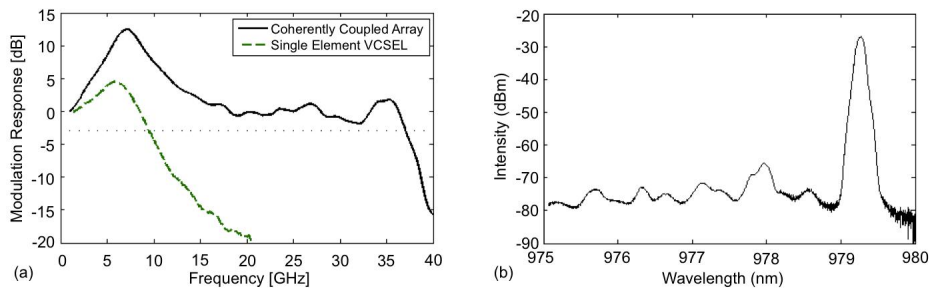 Coherently Coupled Array
Single Element VCSEL
15
10
5
0
-5
-10
-15
-20
Modulation Response [dB]
0 5 10 15 20 25 30 35 40
Frequency [GHz]
(a)
-20
-30
-40
-50
-60
-70
-80
-90
Intensity (dBm)
975 976 977 978 979 980
Wavelength (nm)
(b)